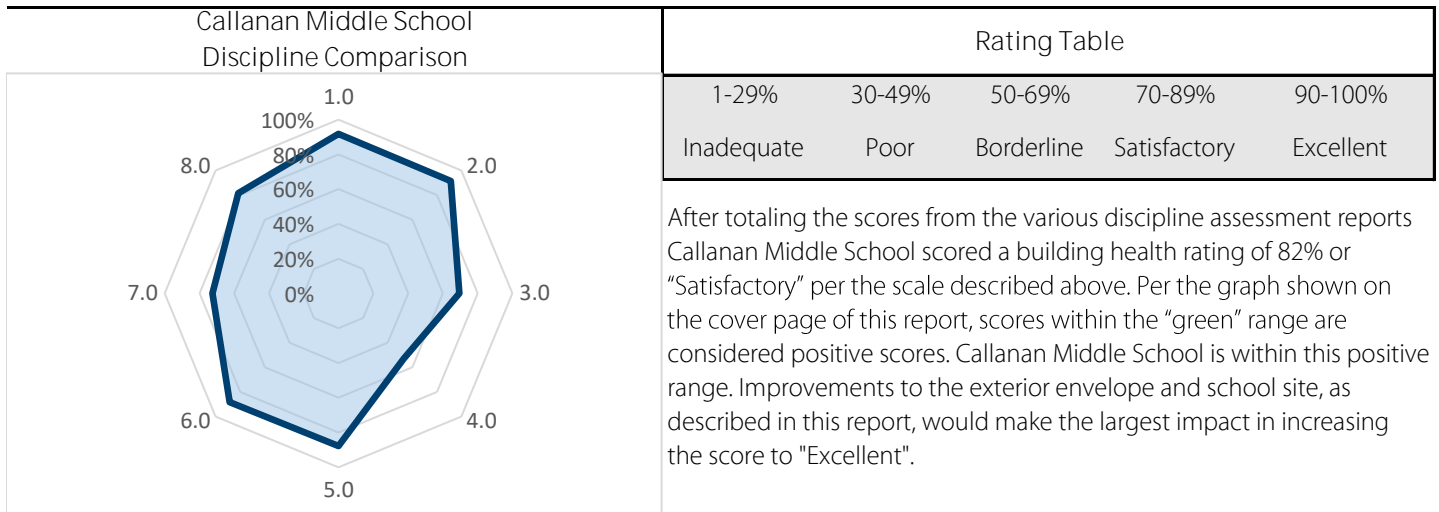 Callanan Middle School
Discipline Comparison
1.0
2.0
3.0
4.0
5.0
6.0
7.0
8.0
100%
80%
60%
40%
20%
0%
Rating Table
1-29% 30-49% 50-69% 70-89% 90-100%
Inadequate Poor Borderline Satisfactory Excellent
After totaling the scores from the various discipline assessment reports
Callanan Middle School scored a building health rating of 82% or
“Satisfactory” per the scale described above. Per the graph shown on
the cover page of this report, scores within the “green” range are
considered positive scores. Callanan Middle School is within this positive
range. Improvements to the exterior envelope and school site, as
described in this report, would make the largest impact in increasing
the score to "Excellent".